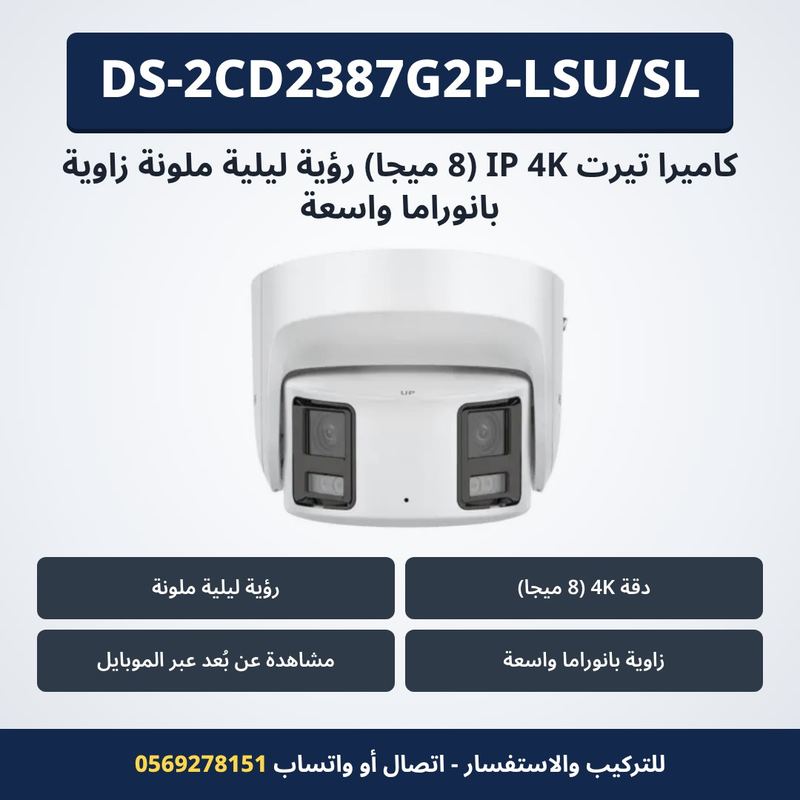 DS-2CD2387G2P-LSU/SL
كاميرا تيرت IP 4K (8 ميجا) رؤية ليلية ملونة زاوية
بانوراما واسعة
UP
دقة 4K (8 ميجا)
رؤية ليلية ملونة
زاوية بانوراما واسعة
مشاهدة عن بُعد عبر الموبايل
للتركيب والاستفسار - اتصال أو واتساب 0569278151